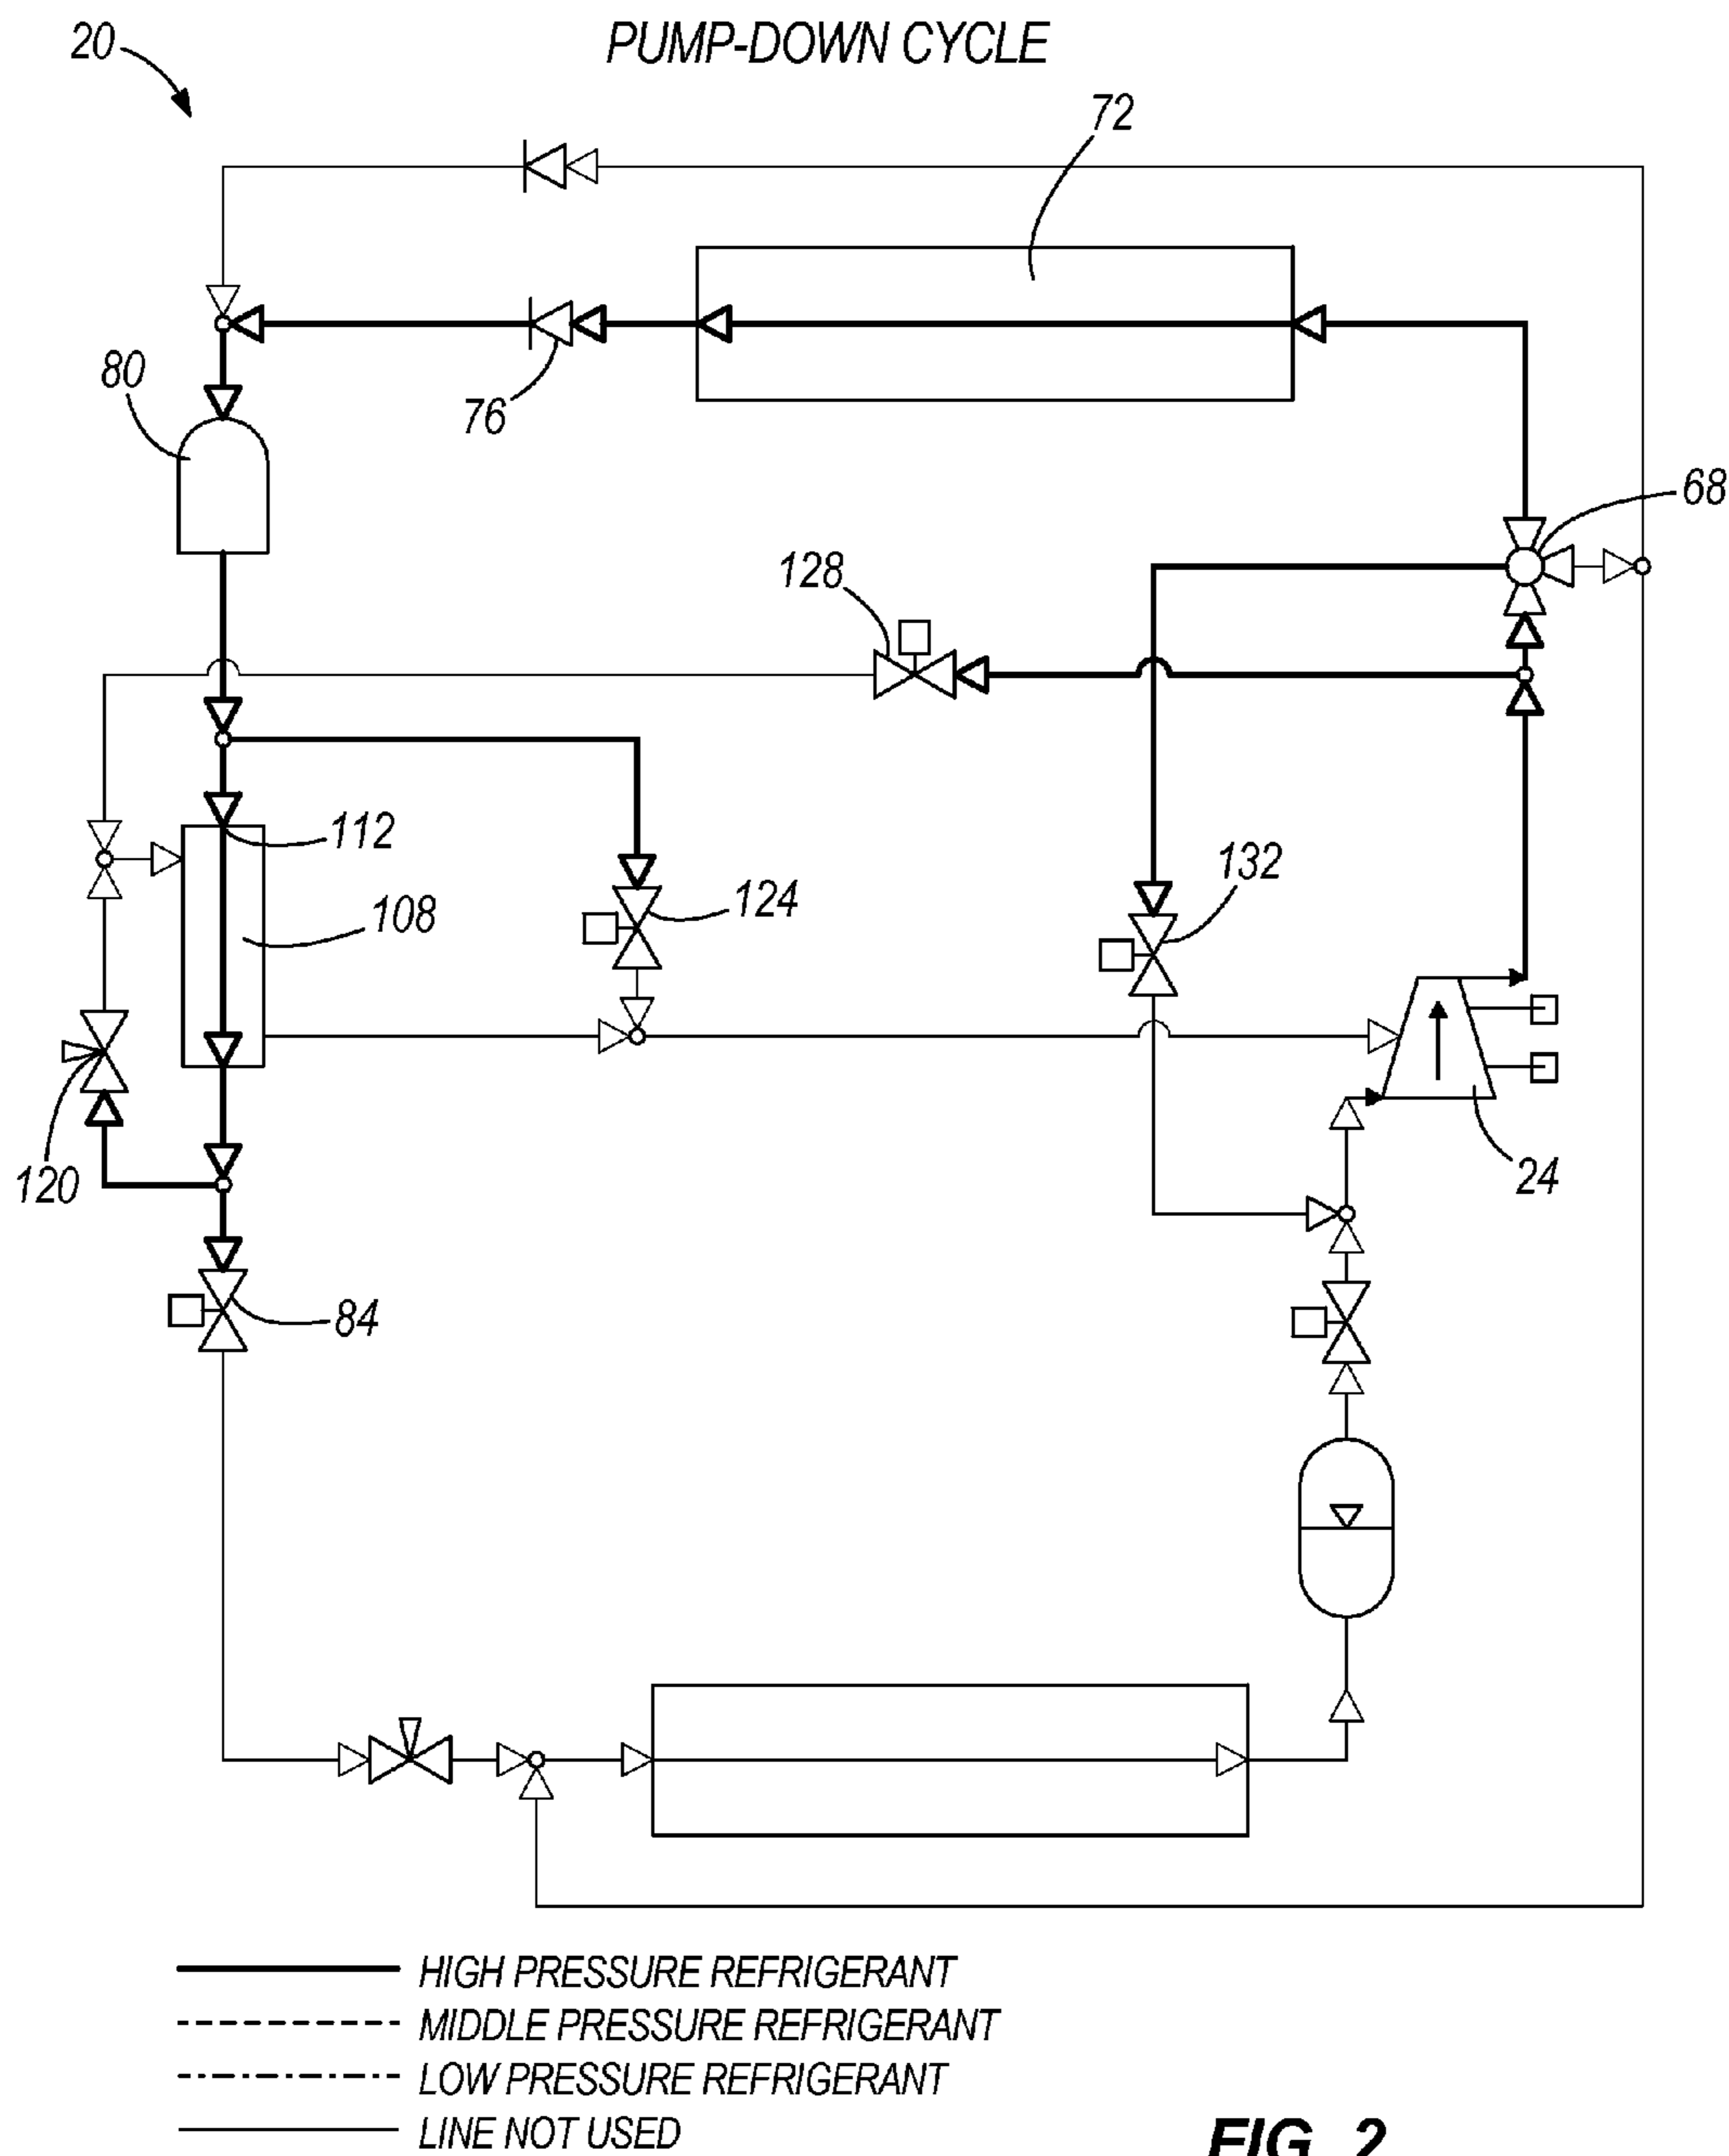 20
PUMP-DOWN CYCLE
72
80
76
68
128
112
132
124
108
120
24
84
HIGH PRESSURE REFRIGERANT
MIDDLE PRESSURE REFRIGERANT
LOW PRESSURE REFRIGERANT
LINE NOT USED
FIG. 2